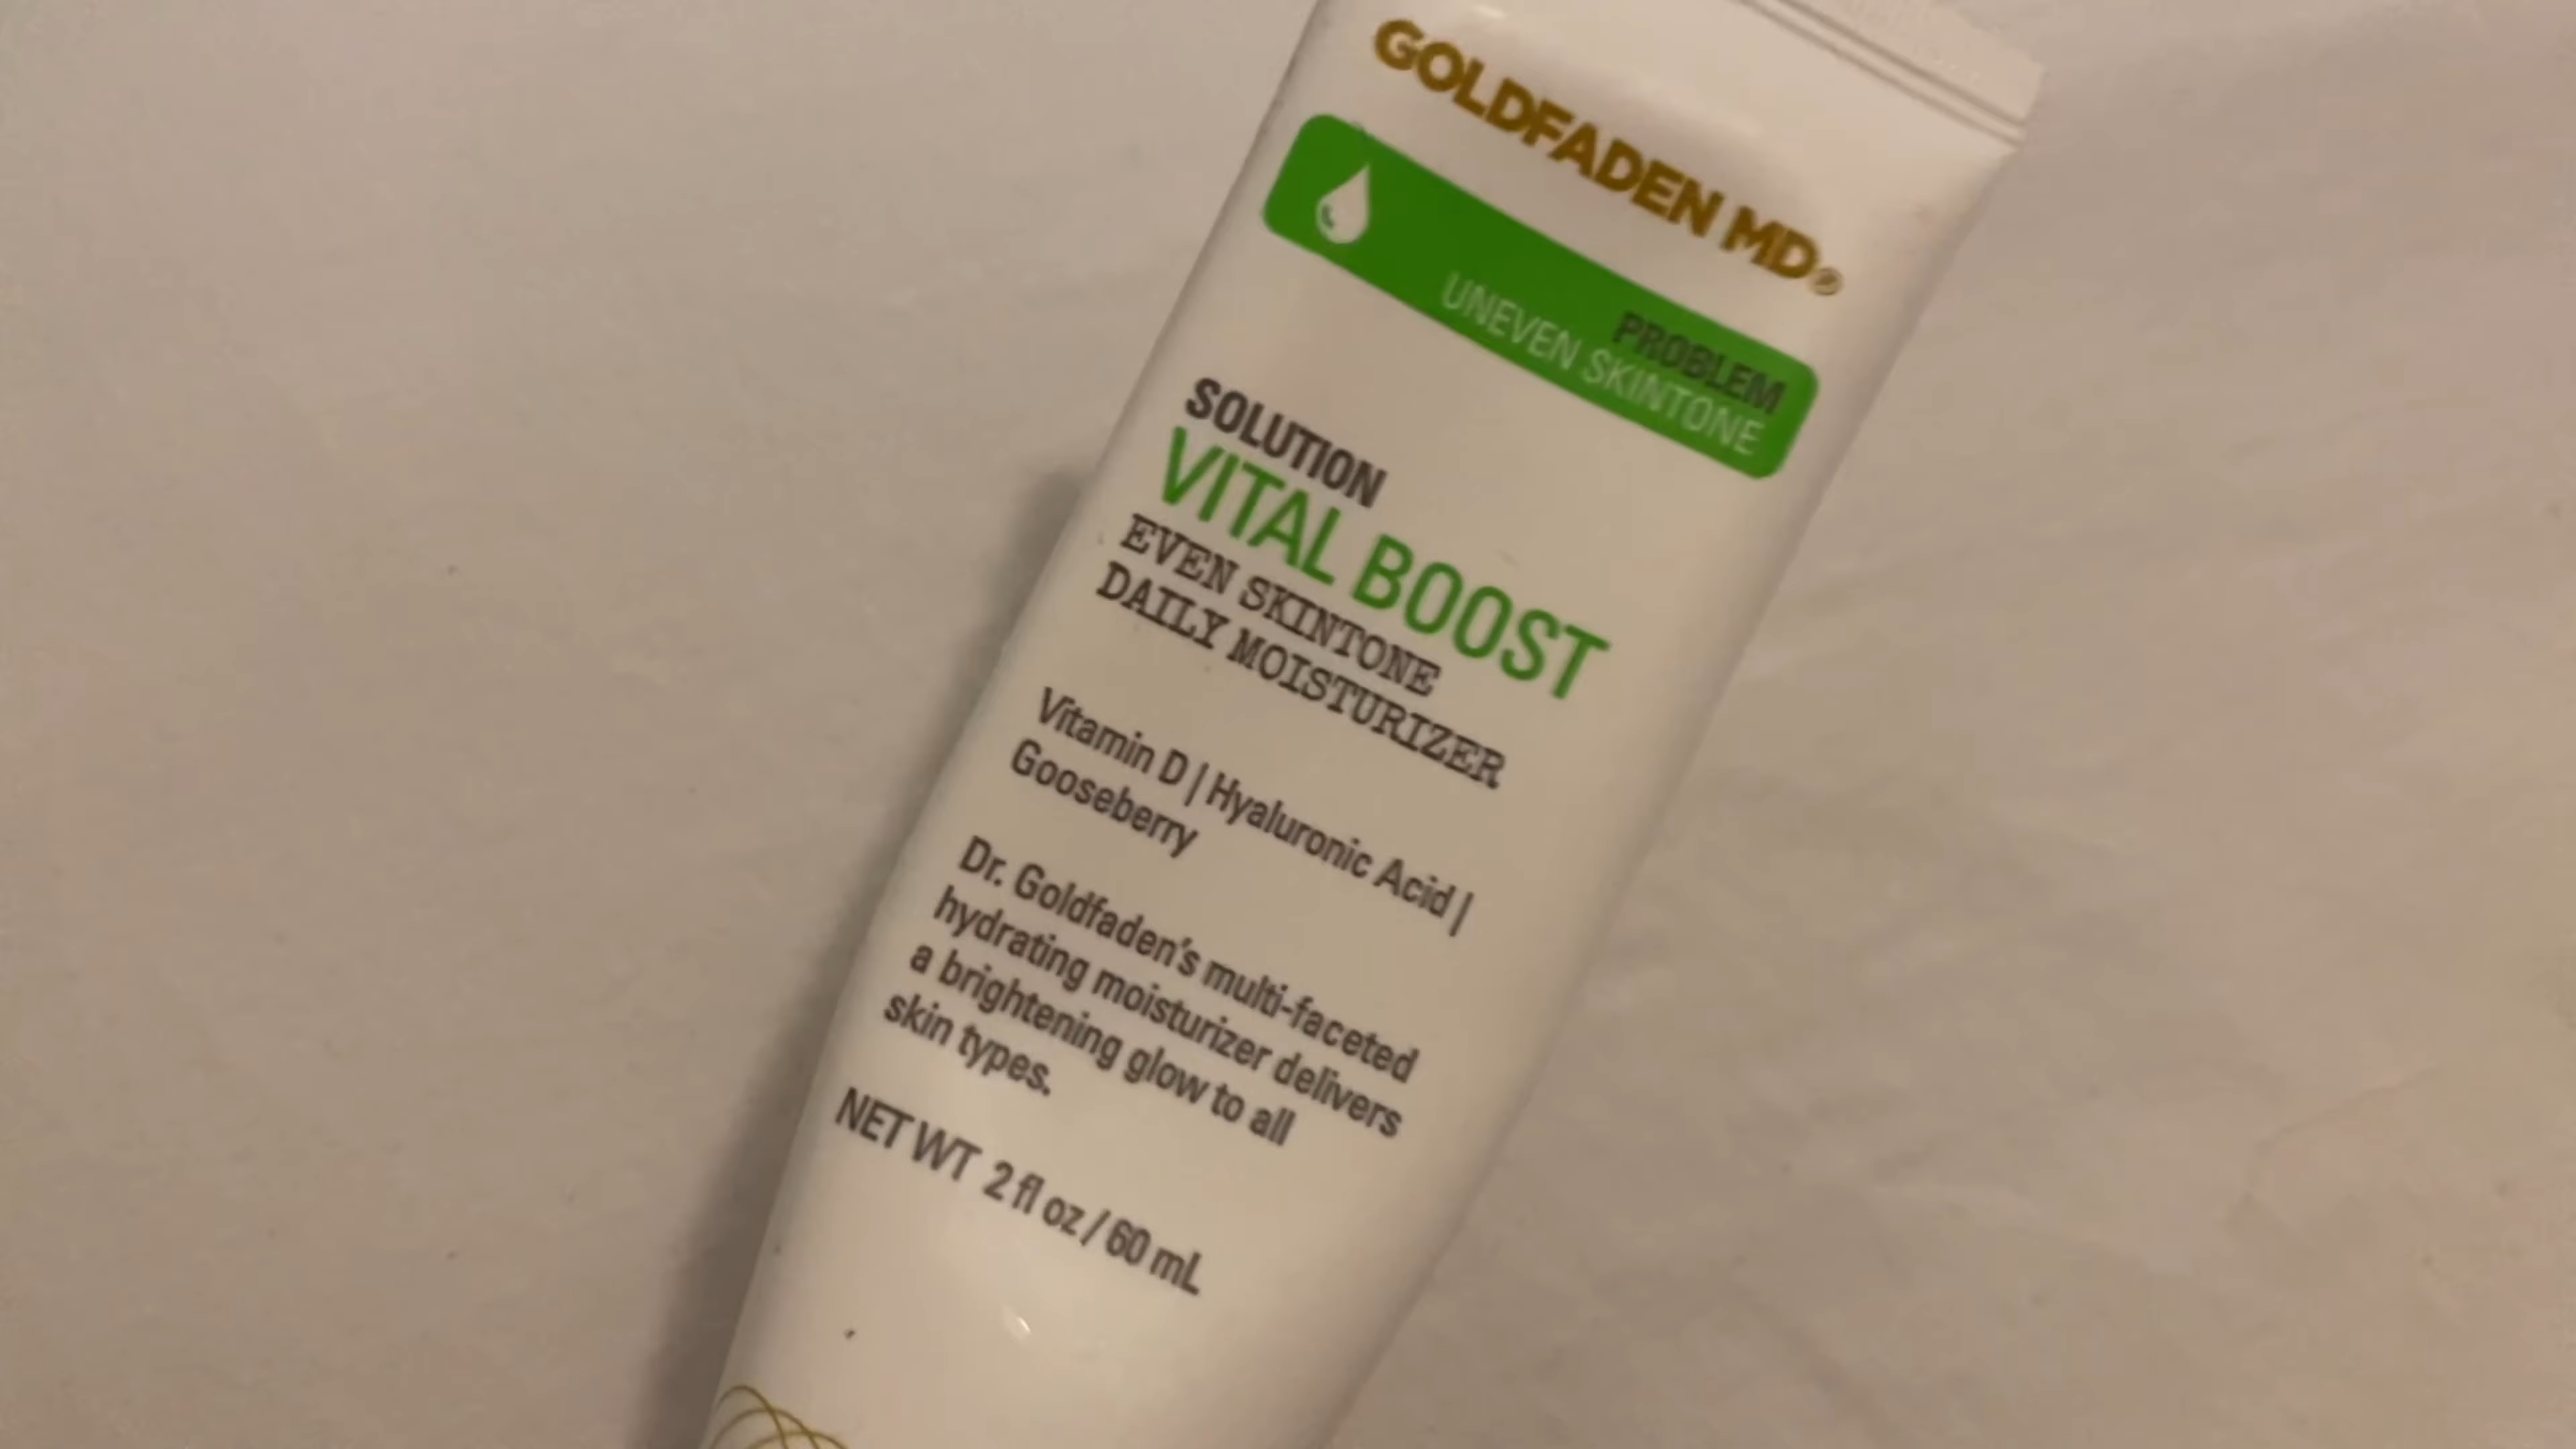 GOLDFADEN MD®
PROBLEM
UNEVEN SKINTONE
SOLUTION
VITAL BOOST
EVEN SKINTONE
DAILY MOISTURIZER
Vitamin D | Hyaluronic Acid |
Gooseberry
Dr. Goldfaden's multi-faceted
hydrating moisturizer delivers
a brightening glow to all
skin types.
NET WT 2 fl oz / 60 mL